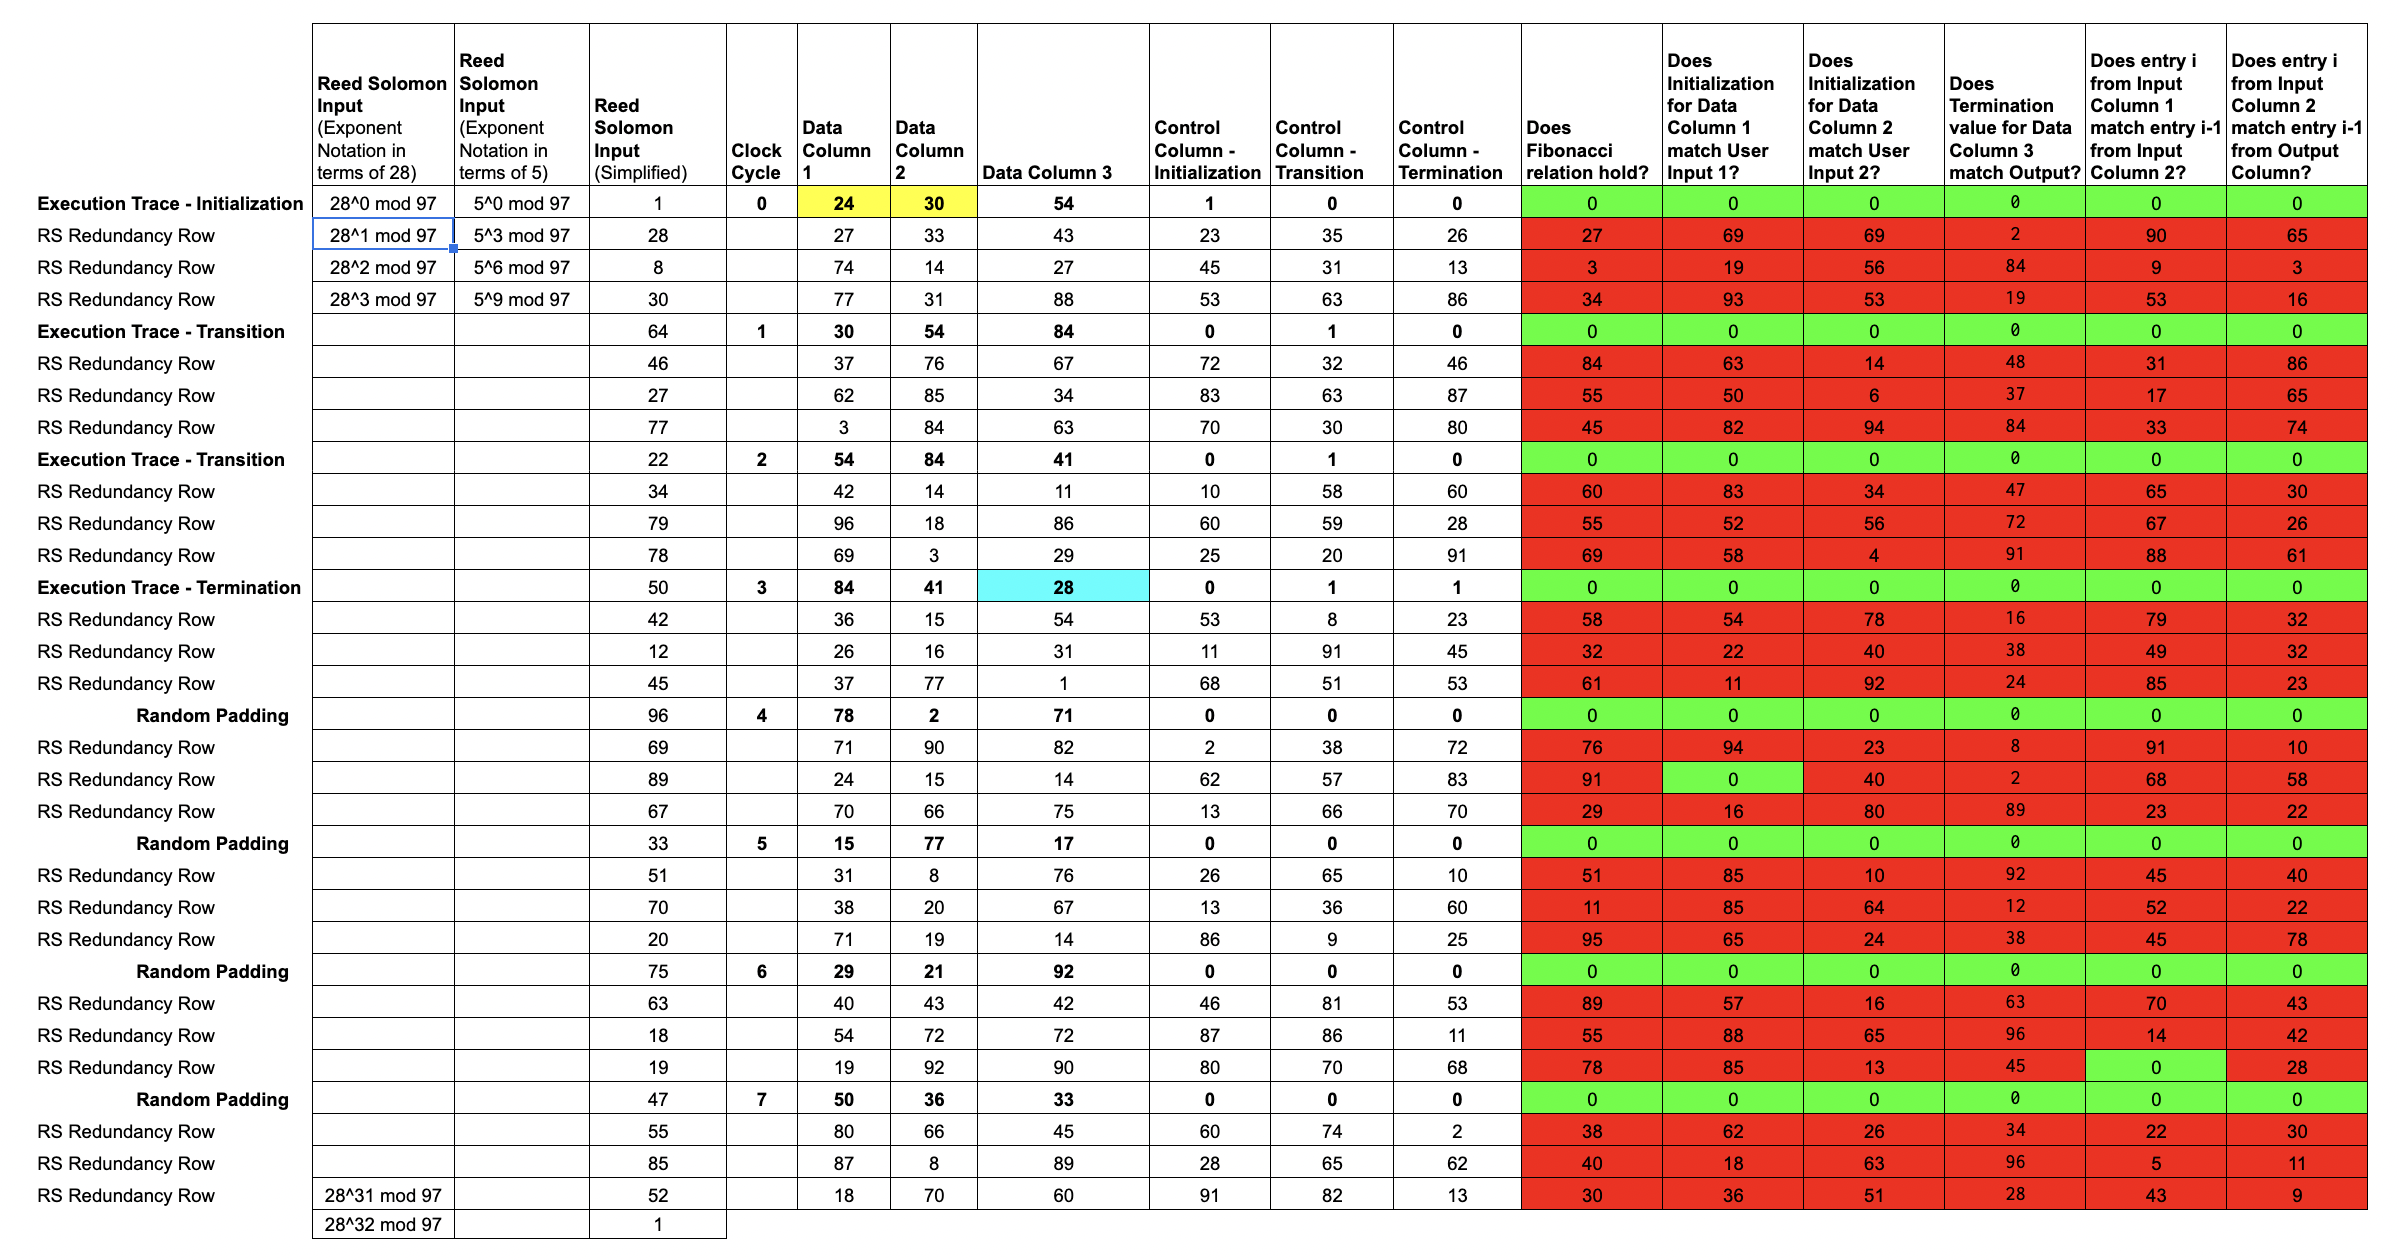 Reed Solomon Input (Exponent Notation in terms of 28) Reed Solomon Input (Exponent Notation in terms of 5) Reed Solomon Input (Simplified) Clock Cycle Data Column 1 Data Column 2 Data Column 3 Control Column - Initialization Control Column - Transition Control Column - Termination Does Fibonacci relation hold? Does Initialization for Data Column 1 match User Input 1? Does Initialization for Data Column 2 match User Input 2? Does Termination value for Data Column 3 match Output? Does entry i from Input Column 1 match entry i-1 from Input Column 2? Does entry i from Input Column 2 match entry i-1 from Output Column?
Execution Trace - Initialization 28^0 mod 97 5^0 mod 97 1 0 24 30 54 1 0 0 0 0 0 0 0 0
RS Redundancy Row 28^1 mod 97 5^3 mod 97 28 27 33 43 23 35 26 27 69 69 2 90 65
RS Redundancy Row 28^2 mod 97 5^6 mod 97 8 74 14 27 45 31 13 3 19 56 84 9 3
RS Redundancy Row 28^3 mod 97 5^9 mod 97 30 77 31 88 53 63 86 34 93 53 19 53 16
Execution Trace - Transition 64 1 30 54 84 0 1 0 0 0 0 0 0 0
RS Redundancy Row 46 37 76 67 72 32 46 84 63 14 48 31 86
RS Redundancy Row 27 62 85 34 83 63 87 55 50 6 37 17 65
RS Redundancy Row 77 3 84 63 70 30 80 45 82 94 84 33 74
Execution Trace - Transition 22 2 54 84 41 0 1 0 0 0 0 0 0 0
RS Redundancy Row 34 42 14 11 10 58 60 60 83 34 47 65 30
RS Redundancy Row 79 96 18 86 60 59 28 55 52 56 72 67 26
RS Redundancy Row 78 69 3 29 25 20 91 69 58 4 91 88 61
Execution Trace - Termination 50 3 84 41 28 0 1 1 0 0 0 0 0 0
RS Redundancy Row 42 36 15 54 53 8 23 58 54 78 16 79 32
RS Redundancy Row 12 26 16 31 11 91 45 32 22 40 38 49 32
RS Redundancy Row 45 37 77 1 68 51 53 61 11 92 24 85 23
Random Padding 96 4 78 2 71 0 0 0 0 0 0 0 0 0
RS Redundancy Row 69 71 90 82 2 38 72 76 94 23 8 91 10
RS Redundancy Row 89 24 15 14 62 57 83 91 0 40 2 68 58
RS Redundancy Row 67 70 66 75 13 66 70 29 16 80 89 23 22
Random Padding 33 5 15 77 17 0 0 0 0 0 0 0 0 0
RS Redundancy Row 51 31 8 76 26 65 10 51 85 10 92 45 40
RS Redundancy Row 70 38 20 67 13 36 60 11 85 64 12 52 22
RS Redundancy Row 20 71 19 14 86 9 25 95 65 24 38 45 78
Random Padding 75 6 29 21 92 0 0 0 0 0 0 0 0 0
RS Redundancy Row 63 40 43 42 46 81 53 89 57 16 63 70 43
RS Redundancy Row 18 54 72 72 87 86 11 55 88 65 96 14 42
RS Redundancy Row 19 19 92 90 80 70 68 78 85 13 45 0 28
Random Padding 47 7 50 36 33 0 0 0 0 0 0 0 0 0
RS Redundancy Row 55 80 66 45 60 74 2 38 62 26 34 22 30
RS Redundancy Row 85 87 8 89 28 65 62 40 18 63 96 5 11
RS Redundancy Row 28^31 mod 97 52 18 70 60 91 82 13 30 36 51 28 43 9
28^32 mod 97 1